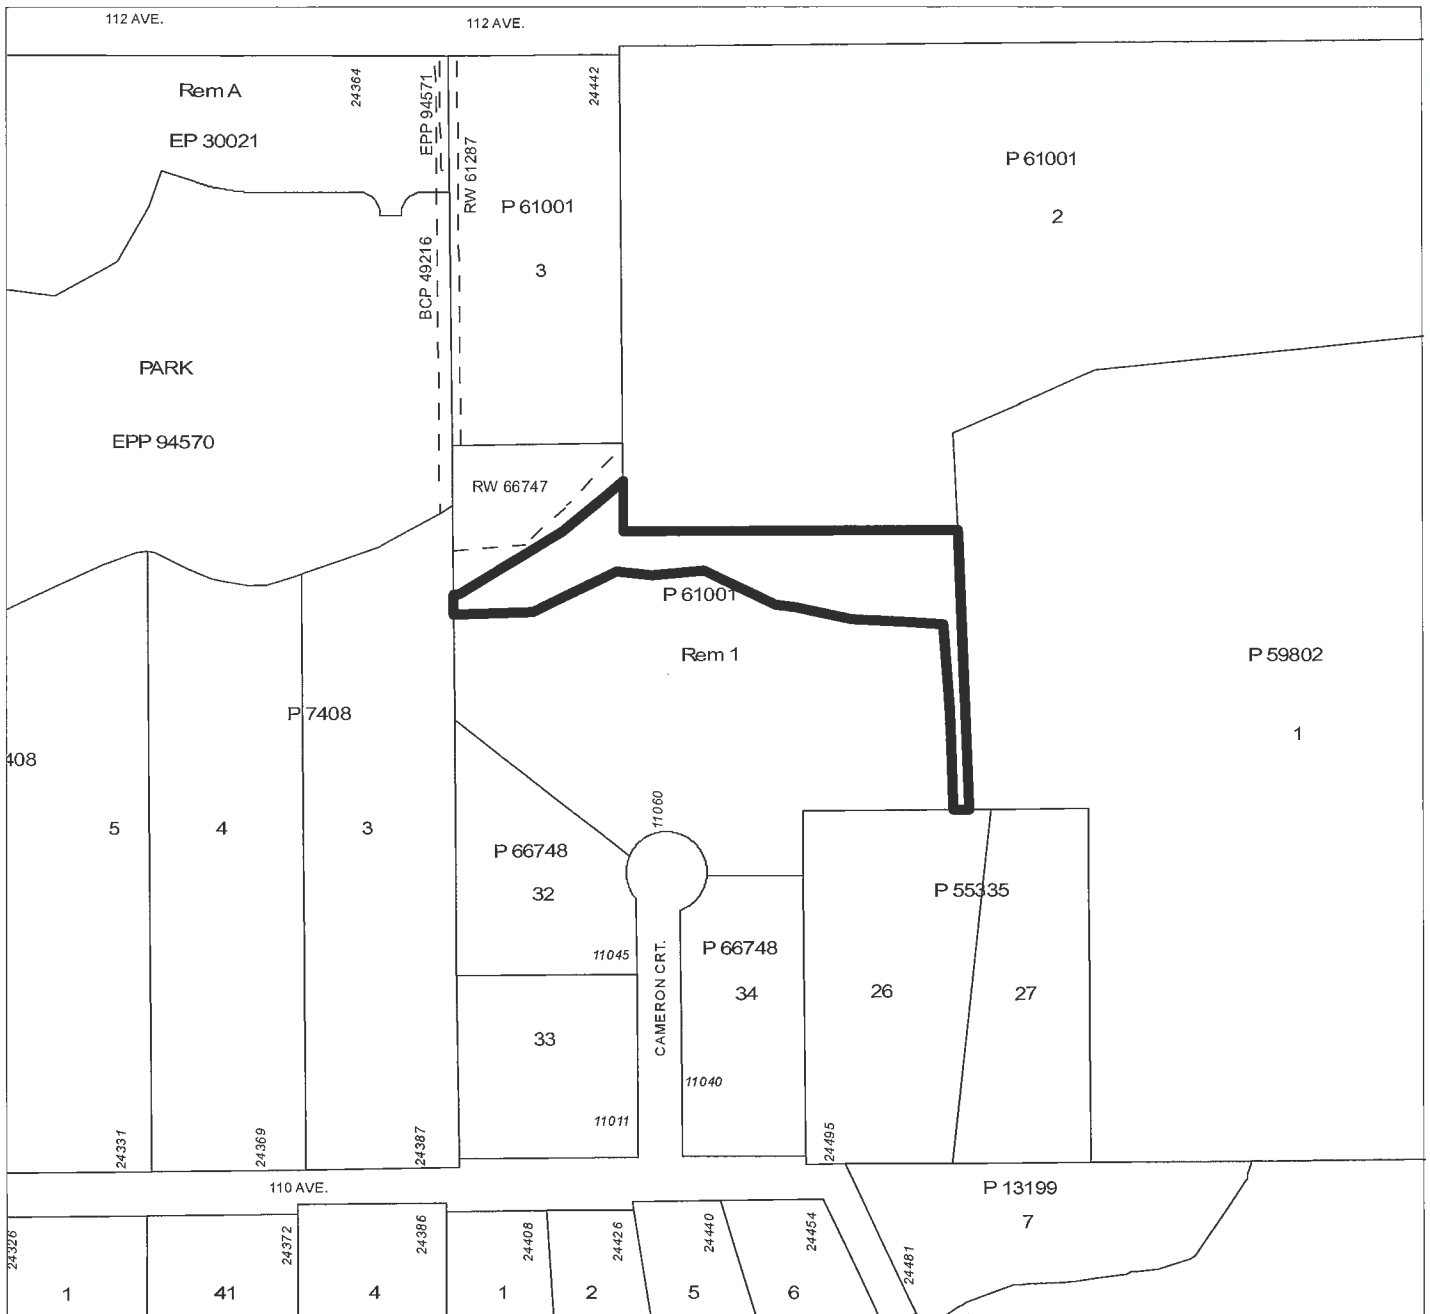 112 AVE.
112 AVE.
Rem A
24364
EPP 94571
24442
EP 30021
RW 61287
P 61001
2
P 61001
3
BCP 49216
PARK
EPP 94570
RW 66747
P 61001
Rem 1
P 59802
1
P 7408
408
5
4
3
11060
P 66748
32
11045
P 55335
CAMERON CRT.
P 66748
34
26
27
33
11040
11011
24331
24369
24387
24495
110 AVE.
P 13199
7
24326
24372
24386
24408
24426
24440
24454
24481
1
41
4
1
2
5
6